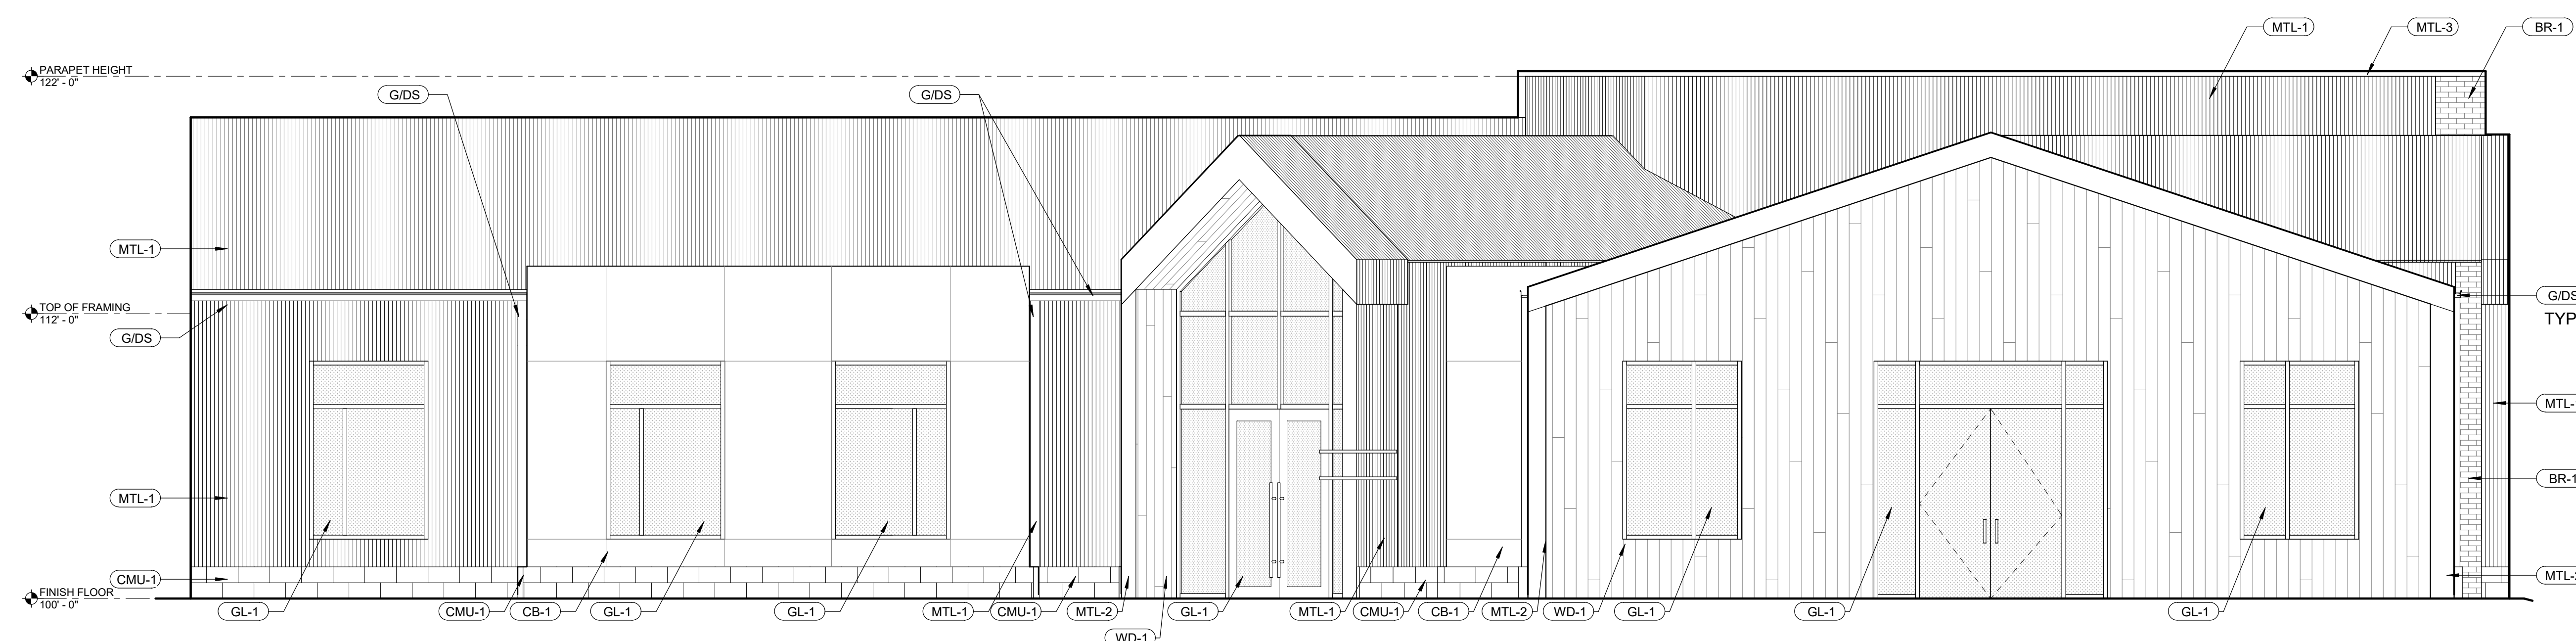 MTL-1
MTL-3
BR-1
PARAPET HEIGHT
122' - 0"
G/DS
G/DS
MTL-1
TOP OF FRAMING
112' - 0"
G/DS
G/DS
TYP
MTL-
MTL-1
BR-1
CMU-1
MTL-
FINISH FLOOR
100' - 0"
GL-1
CMU-1
CB-1
GL-1
GL-1
MTL-1
CMU-1
MTL-2
GL-1
MTL-1
CMU-1
CB-1
MTL-2
WD-1
GL-1
GL-1
GL-1
WD-1